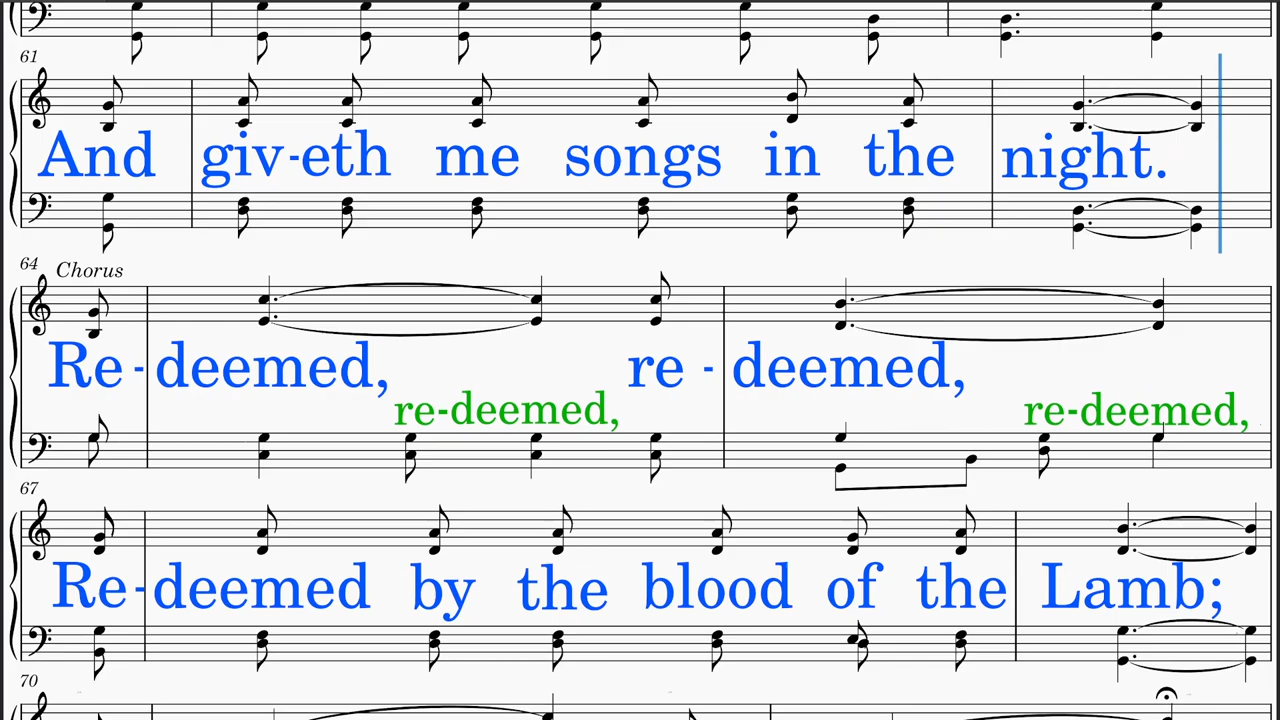 61
And giv-eth me songs in the night.
64 Chorus
Re-deemed, re-deemed,
re-deemed, re-deemed,
67
Re-deemed by the blood of the Lamb;
70